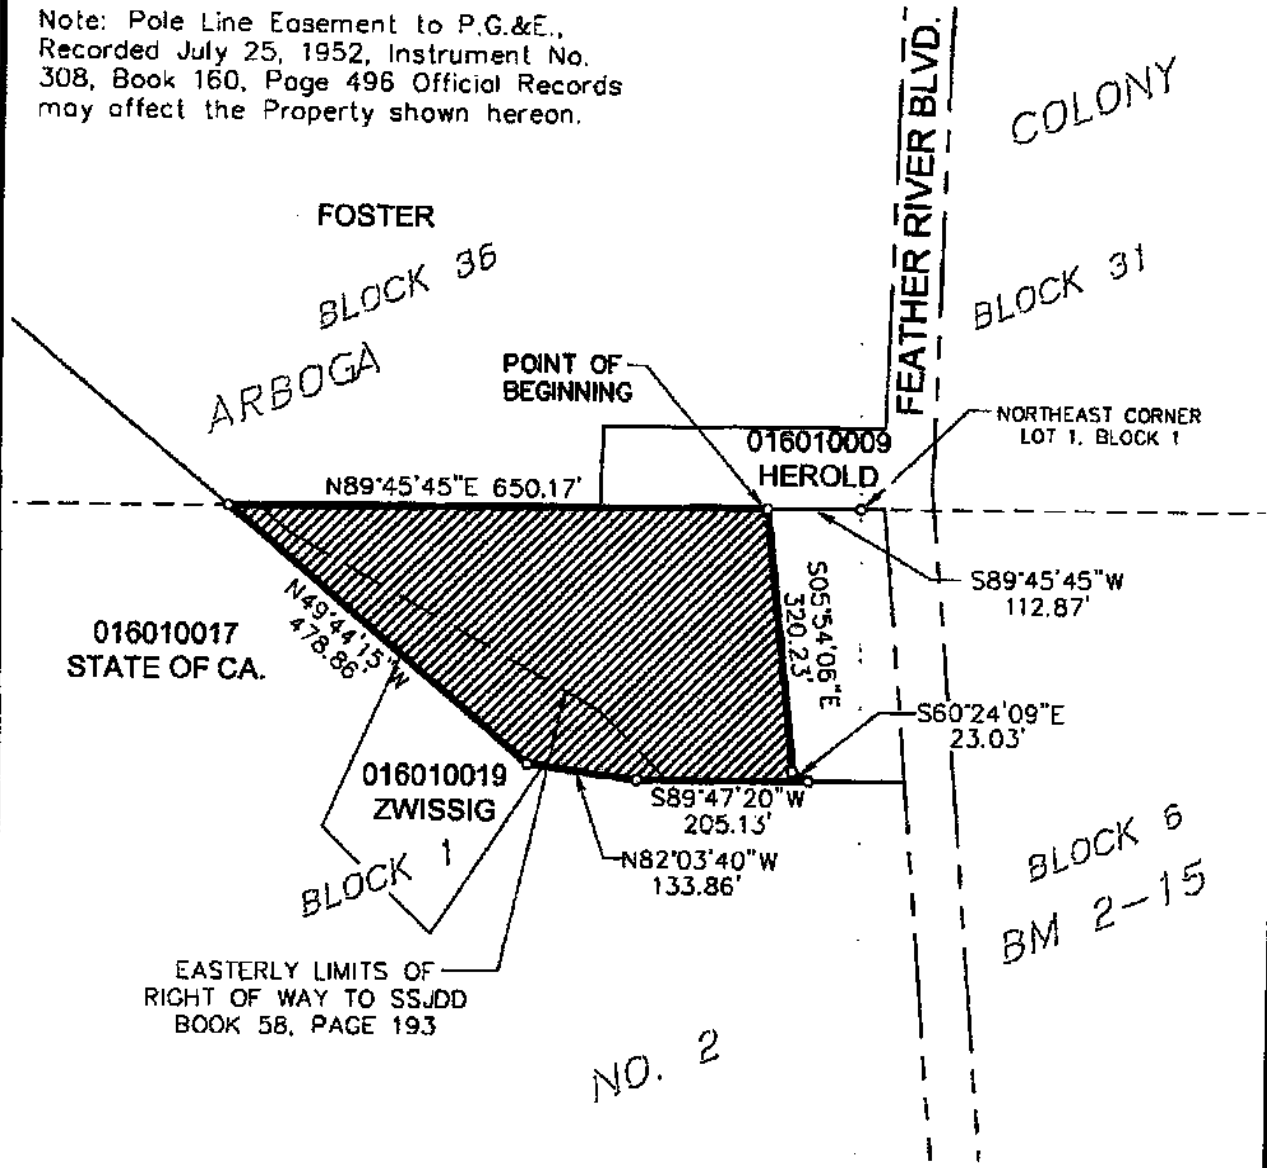 Note: Pole Line Easement to P.G.&E.,
Recorded July 25, 1952, Instrument No.
308, Book 160, Page 496 Official Records
may affect the Property shown hereon.
COLONY
FEATHER RIVER BLVD.
FOSTER
BLOCK 36
BLOCK 31
ARBOGA
POINT OF
BEGINNING
NORTHEAST CORNER
LOT 1, BLOCK 1
016010009
HEROLD
N89°45'45"E 650.17'
S89°45'45"W
112.87'
S05°54'06"E
320.23'
N49°44'15"W
478.86'
016010017
STATE OF CA.
S60°24'09"E
23.03'
016010019
ZWISSIG
S89°47'20"W
205.13'
BLOCK 1
N82°03'40"W
133.86'
BLOCK 6
BM 2-15
EASTERLY LIMITS OF
RIGHT OF WAY TO SSJDD
BOOK 58, PAGE 193
NO. 2